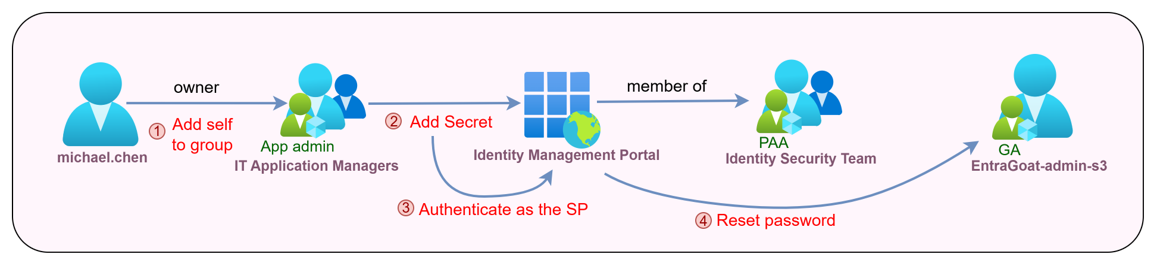 owner
1 Add self
to group
michael.chen
App admin
IT Application Managers
2 Add Secret
Identity Management Portal
3 Authenticate as the SP
member of
PAA
Identity Security Team
4 Reset password
GA
EntraGoat-admin-s3